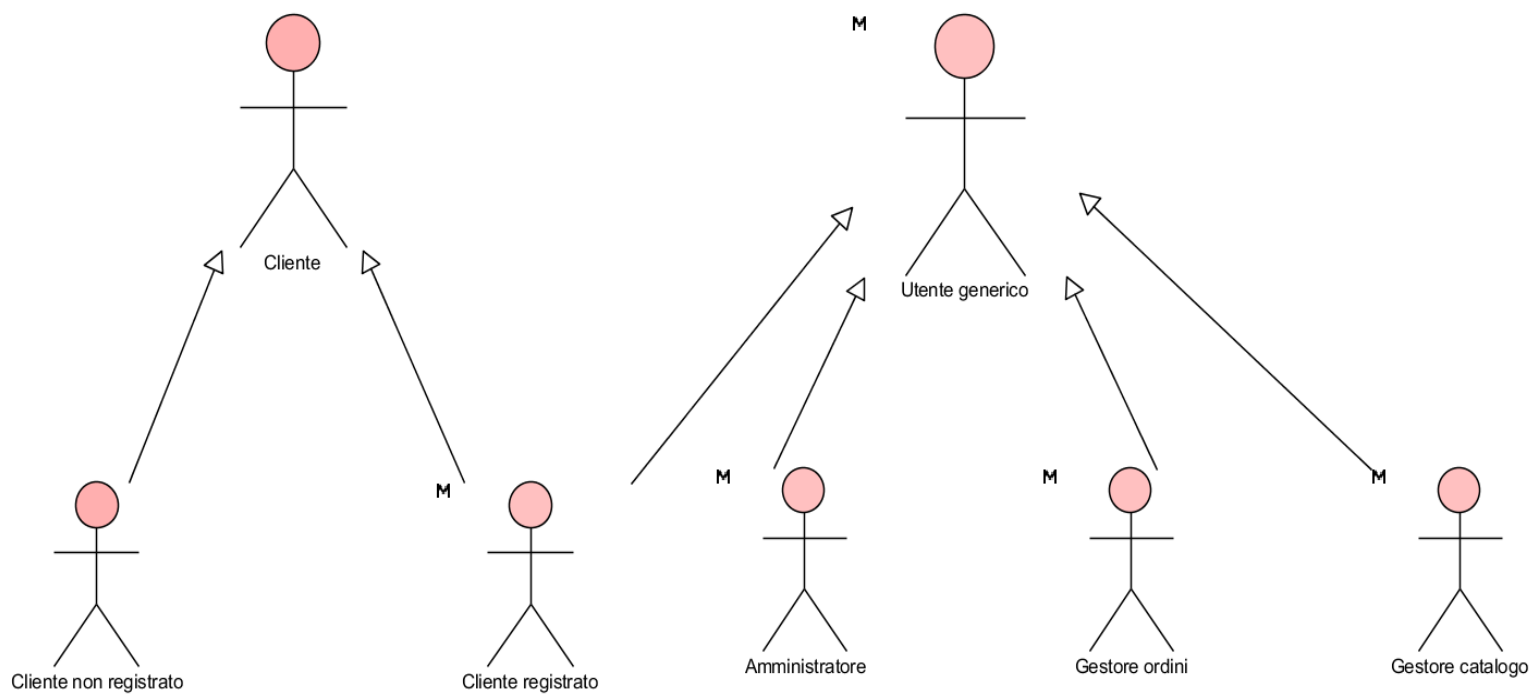 M
Cliente
Utente generico
M
M
M
M
Cliente non registrato
Cliente registrato
Amministratore
Gestore ordini
Gestore catalogo